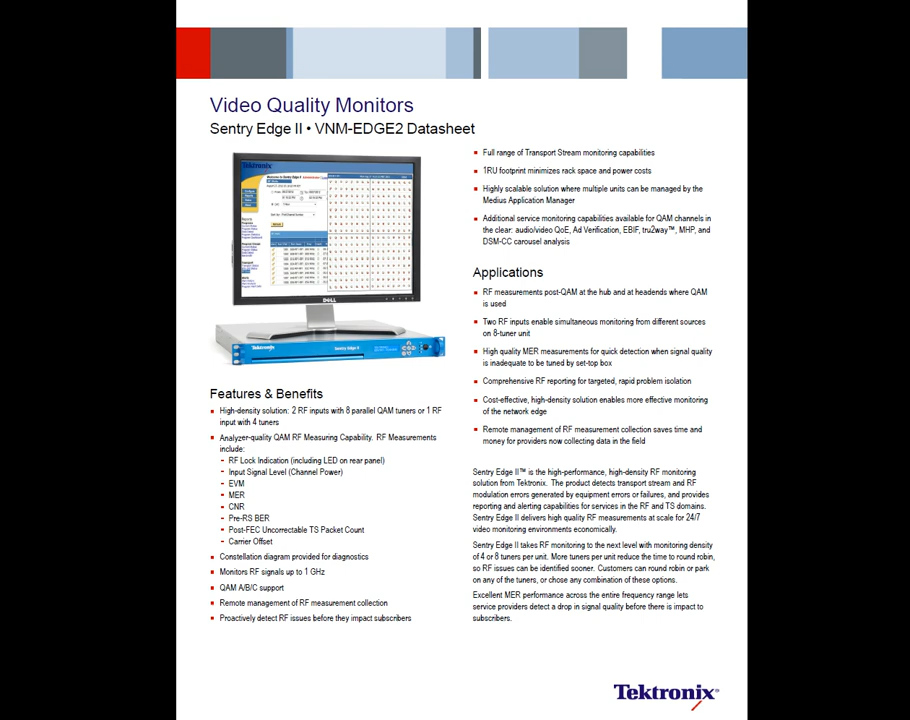 Video Quality Monitors
Sentry Edge II • VNM-EDGE2 Datasheet
Tektronix
DELL
Tektronix
Sentry Edge II
Features & Benefits
High-density solution: 2 RF inputs with 8 parallel QAM tuners or 1 RF
input with 4 tuners
Analyzer-quality QAM RF Measuring Capability. RF Measurements
include:
- RF Lock Indication (including LED on rear panel)
- Input Signal Level (Channel Power)
- EVM
- MER
- CNR
- Pre-RS BER
- Post-FEC Uncorrectable TS Packet Count
- Carrier Offset
Constellation diagram provided for diagnostics
Monitors RF signals up to 1 GHz
QAM A/B/C support
Remote management of RF measurement collection
Proactively detect RF issues before they impact subscribers
Full range of Transport Stream monitoring capabilities
1RU footprint minimizes rack space and power costs
Highly scalable solution where multiple units can be managed by the
Medius Application Manager
Additional service monitoring capabilities available for QAM channels in
the clear: audio/video QoE, Ad Verification, EBIF, tru2way™, MHP, and
DSM-CC carousel analysis
Applications
RF measurements post-QAM at the hub and at headends where QAM
is used
Two RF inputs enable simultaneous monitoring from different sources
on 8-tuner unit
High quality MER measurements for quick detection when signal quality
is inadequate to be tuned by set-top box
Comprehensive RF reporting for targeted, rapid problem isolation
Cost-effective, high-density solution enables more effective monitoring
of the network edge
Remote management of RF measurement collection saves time and
money for providers now collecting data in the field
Sentry Edge II™ is the high-performance, high-density RF monitoring
solution from Tektronix. The product detects transport stream and RF
modulation errors generated by equipment errors or failures, and provides
reporting and alerting capabilities for services in the RF and TS domains.
Sentry Edge II delivers high quality RF measurements at scale for 24/7
video monitoring environments economically.
Sentry Edge II takes RF monitoring to the next level with monitoring density
of 4 or 8 tuners per unit. More tuners per unit reduce the time to round robin,
so RF issues can be identified sooner. Customers can round robin or park
on any of the tuners, or chose any combination of these options.
Excellent MER performance across the entire frequency range lets
service providers detect a drop in signal quality before there is impact to
subscribers.
Tektronix®